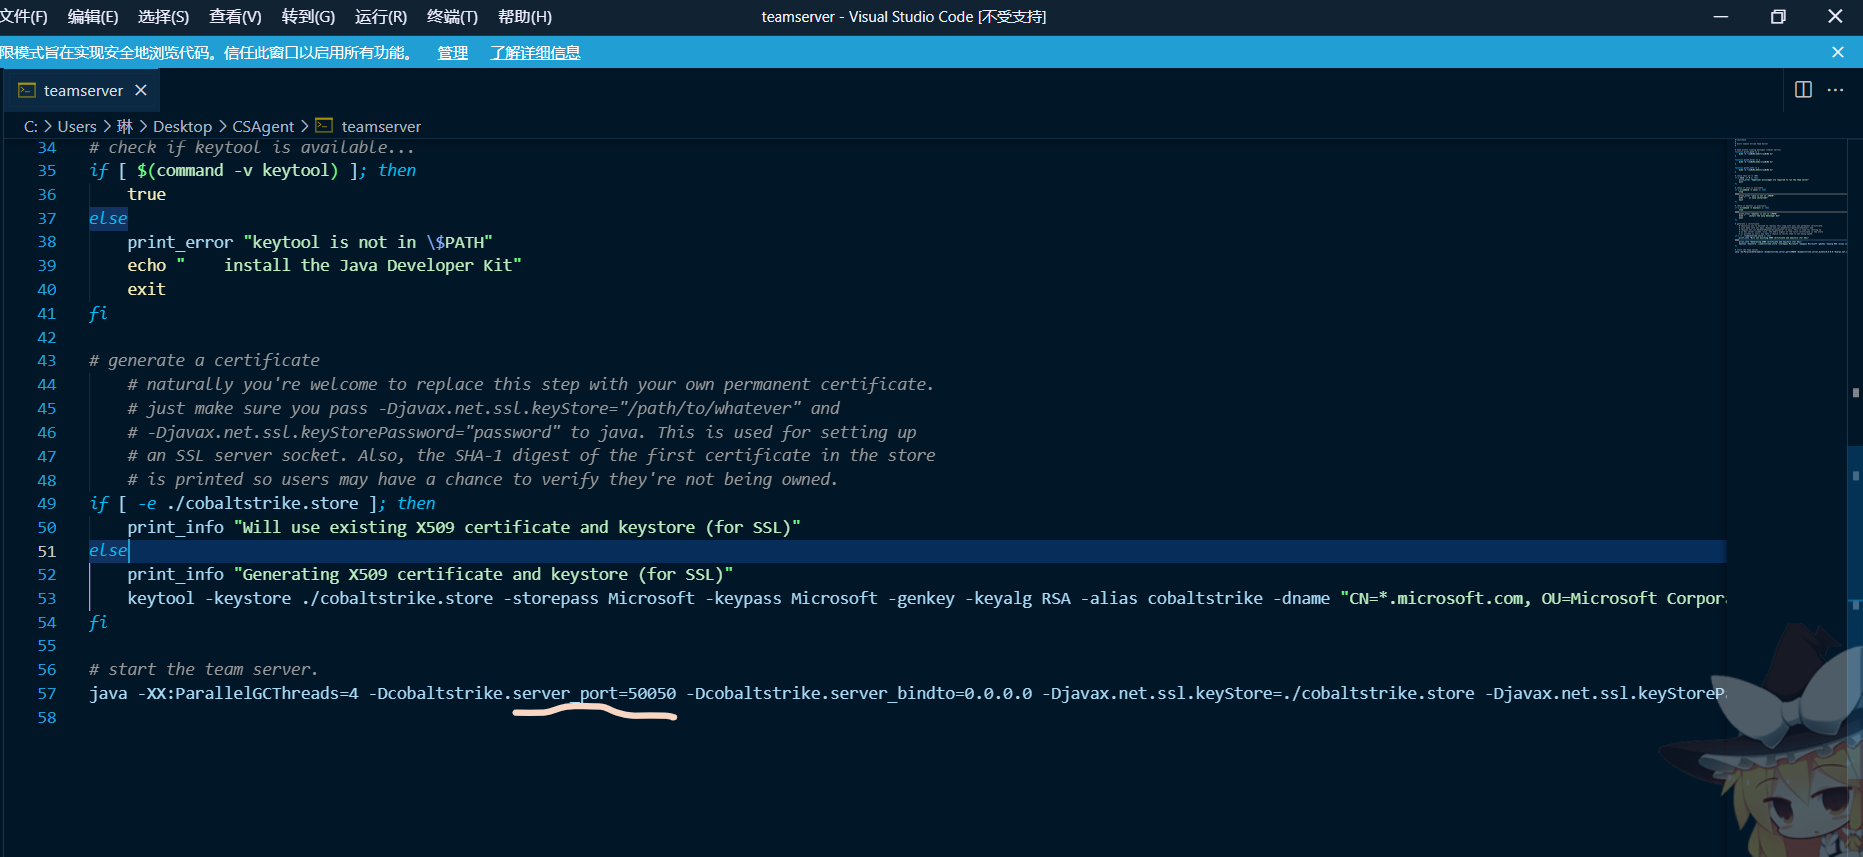 文件(F) 编辑(E) 选择(S) 查看(V) 转到(G) 运行(R) 终端(T) 帮助(H) teamserver - Visual Studio Code [不受支持]
限模式旨在实现安全地浏览代码。信任此窗口以启用所有功能。 管理 了解详细信息
teamserver
C: > Users > 琳 > Desktop > CSAgent > teamserver
34 # check if keytool is available...
35 if [ $(command -v keytool) ]; then
36 true
37 else
38 print_error "keytool is not in \$PATH"
39 echo "    install the Java Developer Kit"
40 exit
41 fi
42
43 # generate a certificate
44 # naturally you're welcome to replace this step with your own permanent certificate.
45 # just make sure you pass -Djavax.net.ssl.keyStore="/path/to/whatever" and
46 # -Djavax.net.ssl.keyStorePassword="password" to java. This is used for setting up
47 # an SSL server socket. Also, the SHA-1 digest of the first certificate in the store
48 # is printed so users may have a chance to verify they're not being owned.
49 if [ -e ./cobaltstrike.store ]; then
50 print_info "Will use existing X509 certificate and keystore (for SSL)"
51 else
52 print_info "Generating X509 certificate and keystore (for SSL)"
53 keytool -keystore ./cobaltstrike.store -storepass Microsoft -keypass Microsoft -genkey -keyalg RSA -alias cobaltstrike -dname "CN=*.microsoft.com, OU=Microsoft Corpora
54 fi
55
56 # start the team server.
57 java -XX:ParallelGCThreads=4 -Dcobaltstrike.server_port=50050 -Dcobaltstrike.server_bindto=0.0.0.0 -Djavax.net.ssl.keyStore=./cobaltstrike.store -Djavax.net.ssl.keyStoreP
58